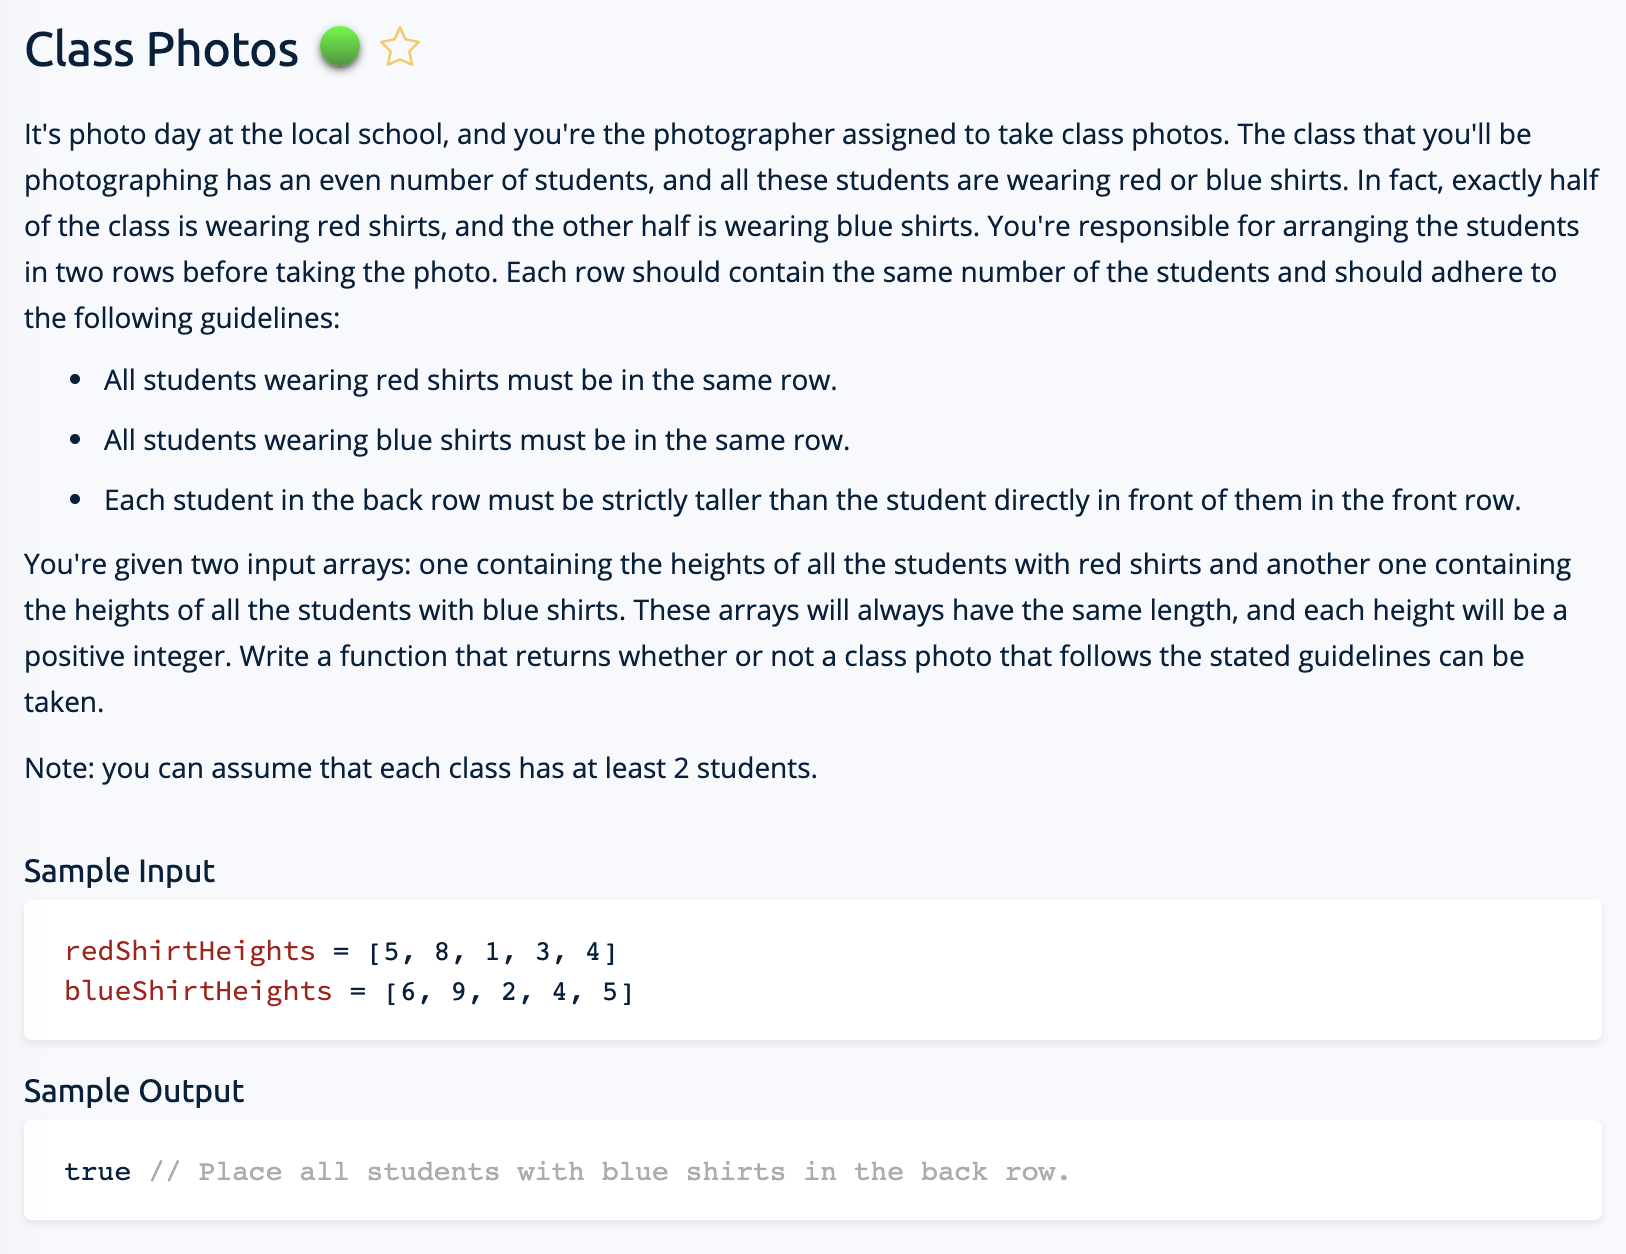 Class Photos
It's photo day at the local school, and you're the photographer assigned to take class photos. The class that you'll be
photographing has an even number of students, and all these students are wearing red or blue shirts. In fact, exactly half
of the class is wearing red shirts, and the other half is wearing blue shirts. You're responsible for arranging the students
in two rows before taking the photo. Each row should contain the same number of the students and should adhere to
the following guidelines:
• All students wearing red shirts must be in the same row.
• All students wearing blue shirts must be in the same row.
• Each student in the back row must be strictly taller than the student directly in front of them in the front row.
You're given two input arrays: one containing the heights of all the students with red shirts and another one containing
the heights of all the students with blue shirts. These arrays will always have the same length, and each height will be a
positive integer. Write a function that returns whether or not a class photo that follows the stated guidelines can be
taken.
Note: you can assume that each class has at least 2 students.
Sample Input
redShirtHeights = [5, 8, 1, 3, 4]
blueShirtHeights = [6, 9, 2, 4, 5]
Sample Output
true // Place all students with blue shirts in the back row.